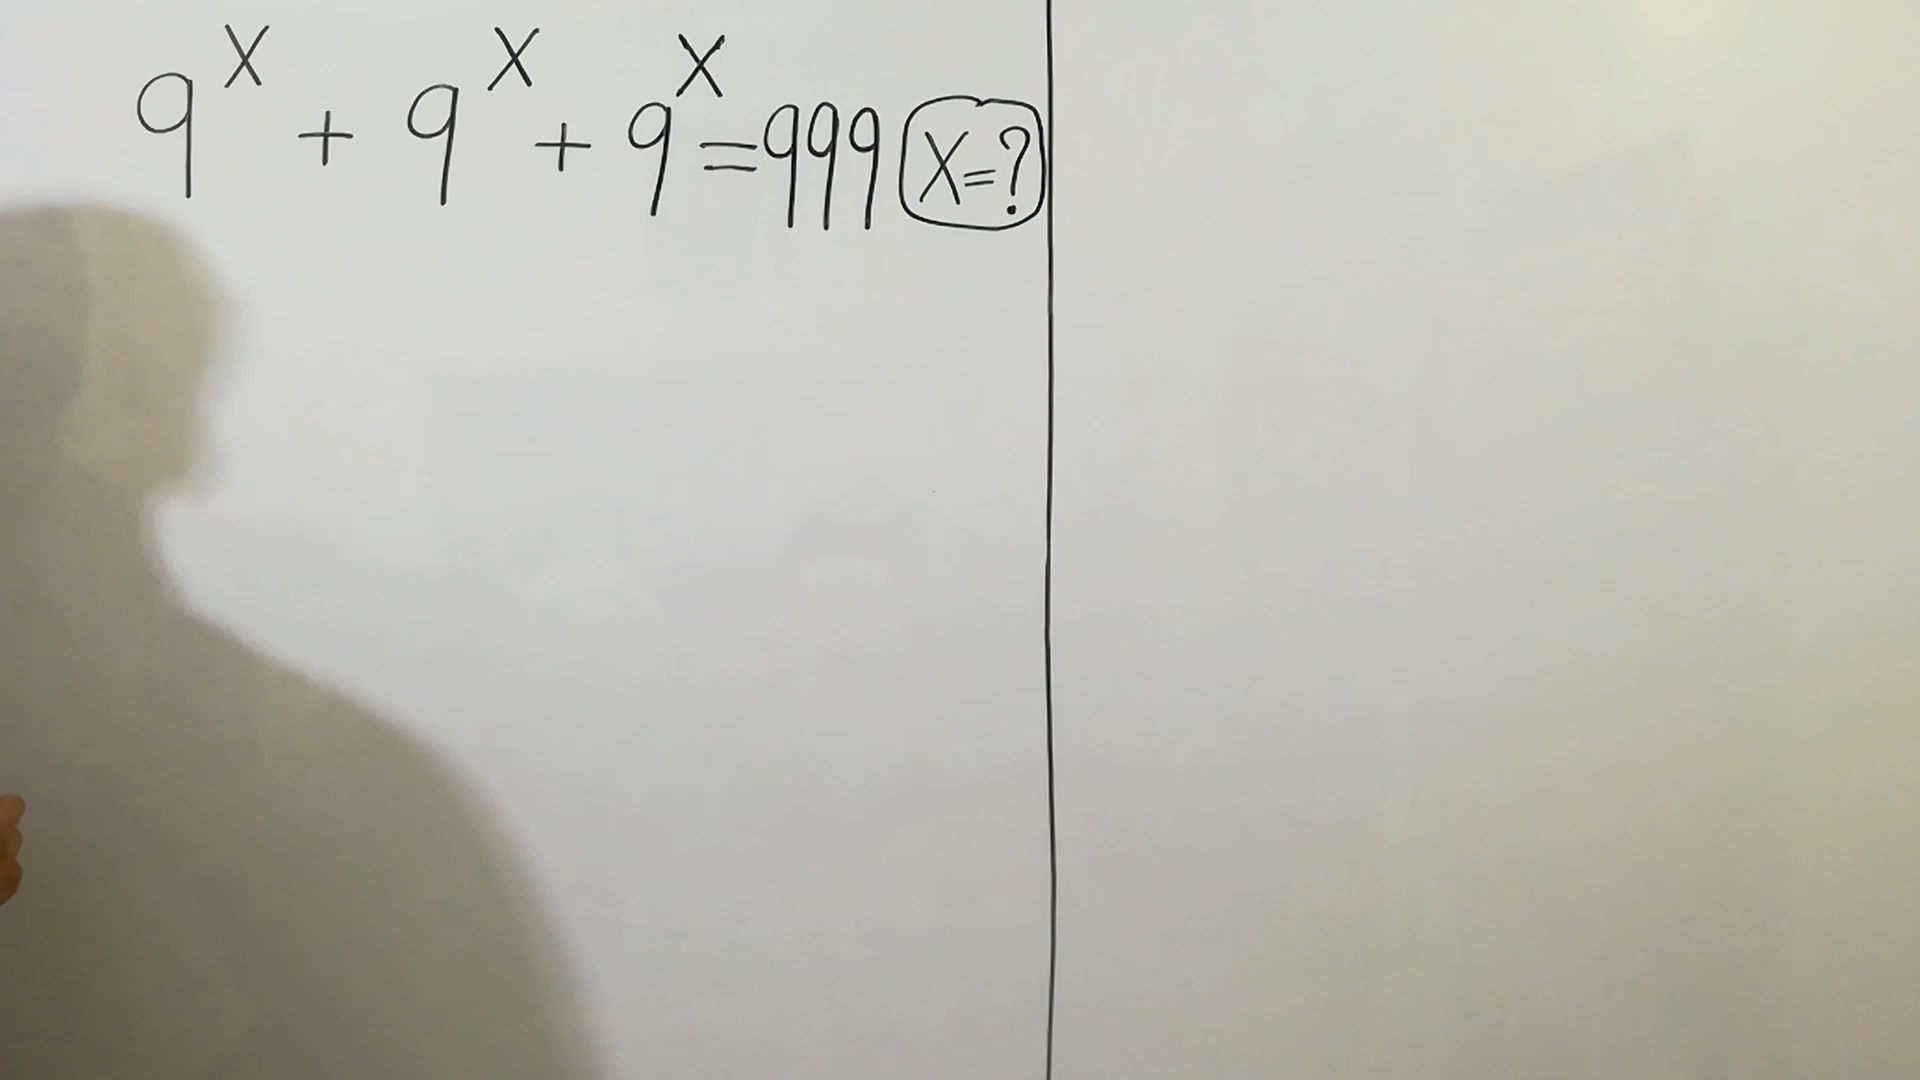 9^x + 9^x + 9^x = 999 x=?